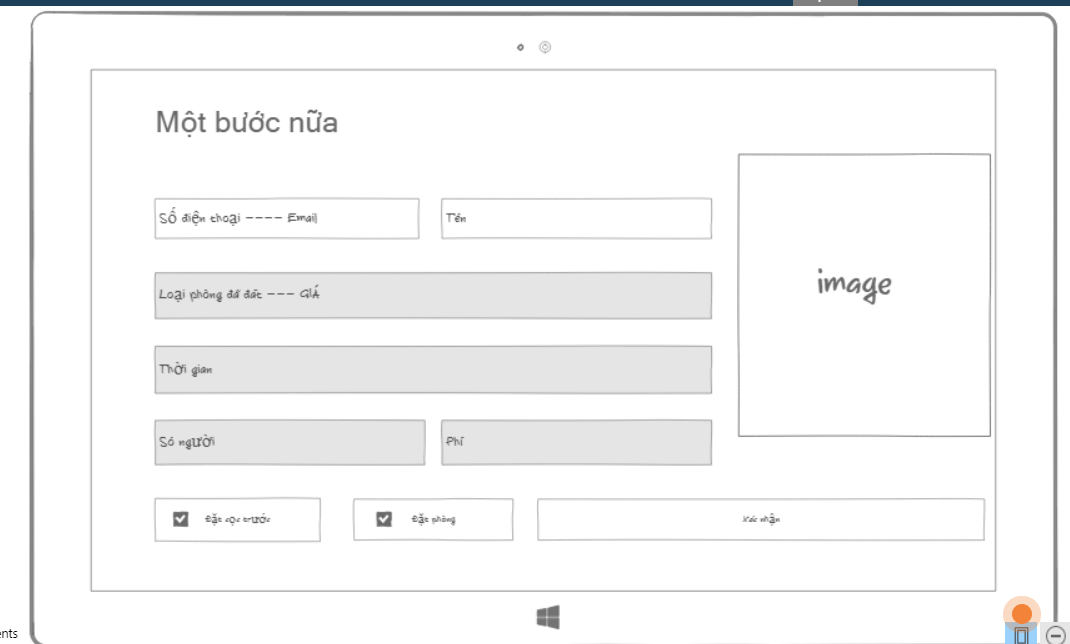 Một bước nữa
Số điện thoại ---- Email
Tên
image
Loại phòng đã đăt --- GIÁ
Thời gian
Số người
Phí
Đặt cọc trước
Đặt phòng
Xác nhận
ents